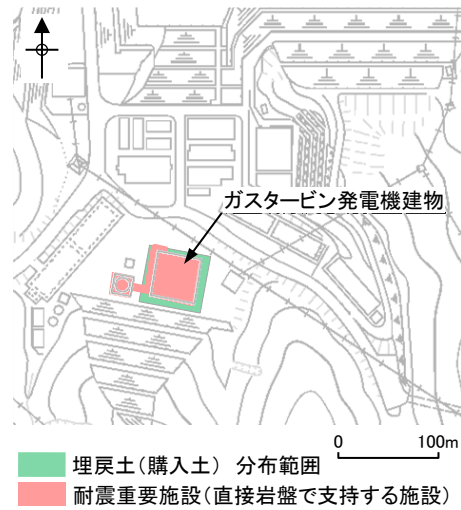 ガスタービン発電機建物
0 100m
埋戻土(購入土) 分布範囲
耐震重要施設(直接岩盤で支持する施設)